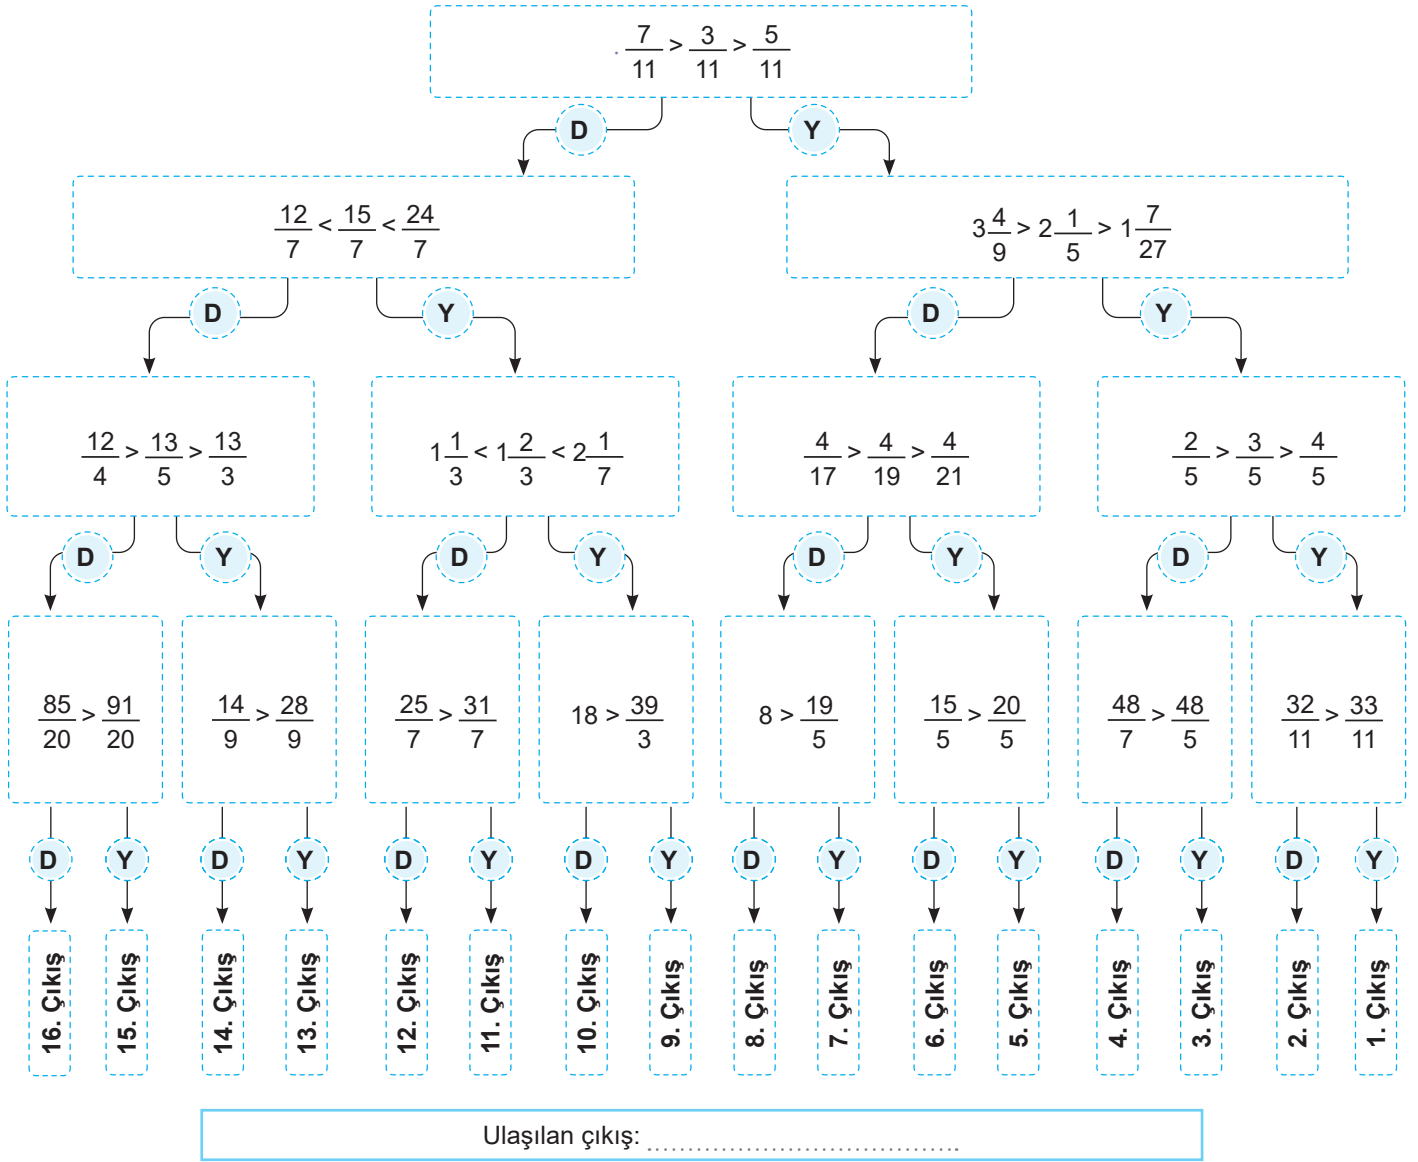 7/11 > 3/11 > 5/11
D Y
12/7 < 15/7 < 24/7
3 4/9 > 2 1/5 > 1 7/27
D Y D Y
12/4 > 13/5 > 13/3
1 1/3 < 1 2/3 < 2 1/7
4/17 > 4/19 > 4/21
2/5 > 3/5 > 4/5
D Y D Y D Y D Y
85/20 > 91/20
14/9 > 28/9
25/7 > 31/7
18 > 39/3
8 > 19/5
15/5 > 20/5
48/7 > 48/5
32/11 > 33/11
D Y D Y D Y D Y D Y D Y D Y D Y
16. Çıkış
15. Çıkış
14. Çıkış
13. Çıkış
12. Çıkış
11. Çıkış
10. Çıkış
9. Çıkış
8. Çıkış
7. Çıkış
6. Çıkış
5. Çıkış
4. Çıkış
3. Çıkış
2. Çıkış
1. Çıkış
Ulaşılan çıkış: ......................................